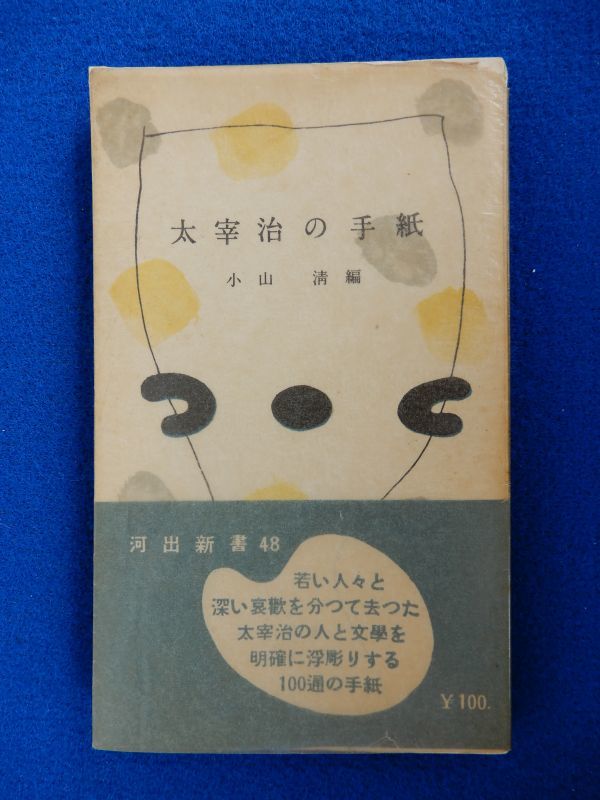 太宰治の手紙
小山 淸編
河出新書 48
若い人々と
深い哀歡を分つて去つた
太宰治の人と文學を
明確に浮彫りする
100通の手紙
¥100.